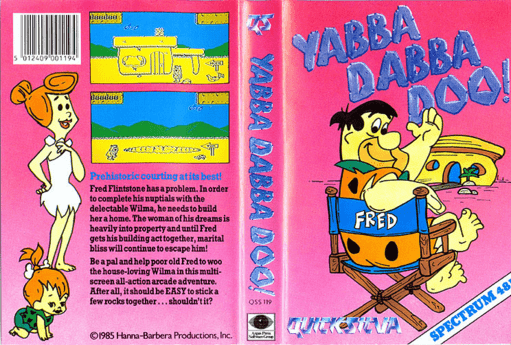 5 012409 001194
Prehistoric courting at its best!
Fred Flintstone has a problem. In order
to complete his nuptials with the
delectable Wilma, he needs to build
her a home. The woman of his dreams is
heavily into property and until Fred
gets his building act together, marital
bliss will continue to escape him!
Be a pal and help poor old Fred to woo
the house-loving Wilma in this multi-
screen all-action arcade adventure.
After all, it should be EASY to stick a
few rocks together . . . shouldn't it?
©1985 Hanna-Barbera Productions, Inc.
YABBA DABBA DOO!
QSS 119
YABBA
DABBA
DOO!
FRED
QUICKSILVA
SPECTRUM 48K